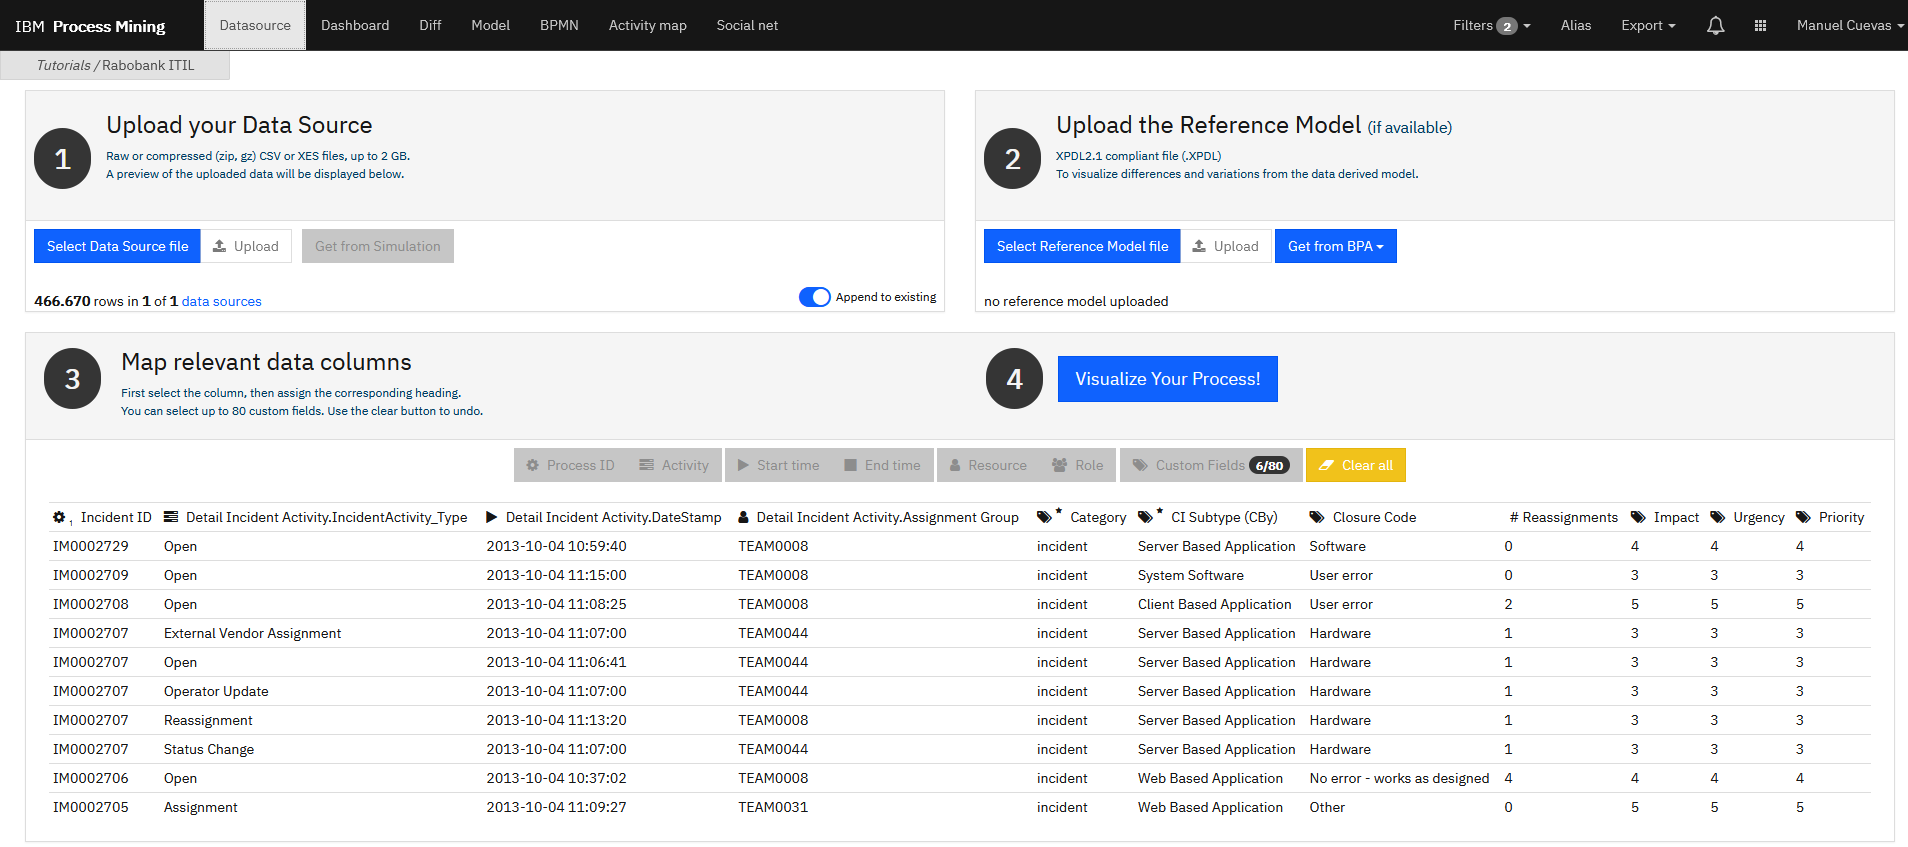 IBM Process Mining Datasource Dashboard Diff Model BPMN Activity map Social net Filters 2 Alias Export Manuel Cuevas
Tutorials / Rabobank ITIL
1
Upload your Data Source
Raw or compressed (zip, gz) CSV or XES files, up to 2 GB.
A preview of the uploaded data will be displayed below.
Select Data Source file Upload Get from Simulation
466.670 rows in 1 of 1 data sources Append to existing
2
Upload the Reference Model (if available)
XPDL2.1 compliant file (.XPDL)
To visualize differences and variations from the data derived model.
Select Reference Model file Upload Get from BPA
no reference model uploaded
3
Map relevant data columns
First select the column, then assign the corresponding heading.
You can select up to 80 custom fields. Use the clear button to undo.
4 Visualize Your Process!
Process ID Activity Start time End time Resource Role Custom Fields 6/80 Clear all
1 Incident ID Detail Incident Activity.IncidentActivity_Type Detail Incident Activity.DateStamp Detail Incident Activity.Assignment Group * Category * CI Subtype (CBy) Closure Code # Reassignments Impact Urgency Priority
IM0002729 Open 2013-10-04 10:59:40 TEAM0008 incident Server Based Application Software 0 4 4 4
IM0002709 Open 2013-10-04 11:15:00 TEAM0008 incident System Software User error 0 3 3 3
IM0002708 Open 2013-10-04 11:08:25 TEAM0008 incident Client Based Application User error 2 5 5 5
IM0002707 External Vendor Assignment 2013-10-04 11:07:00 TEAM0044 incident Server Based Application Hardware 1 3 3 3
IM0002707 Open 2013-10-04 11:06:41 TEAM0044 incident Server Based Application Hardware 1 3 3 3
IM0002707 Operator Update 2013-10-04 11:07:00 TEAM0044 incident Server Based Application Hardware 1 3 3 3
IM0002707 Reassignment 2013-10-04 11:13:20 TEAM0008 incident Server Based Application Hardware 1 3 3 3
IM0002707 Status Change 2013-10-04 11:07:00 TEAM0044 incident Server Based Application Hardware 1 3 3 3
IM0002706 Open 2013-10-04 10:37:02 TEAM0008 incident Web Based Application No error - works as designed 4 4 4 4
IM0002705 Assignment 2013-10-04 11:09:27 TEAM0031 incident Web Based Application Other 0 5 5 5